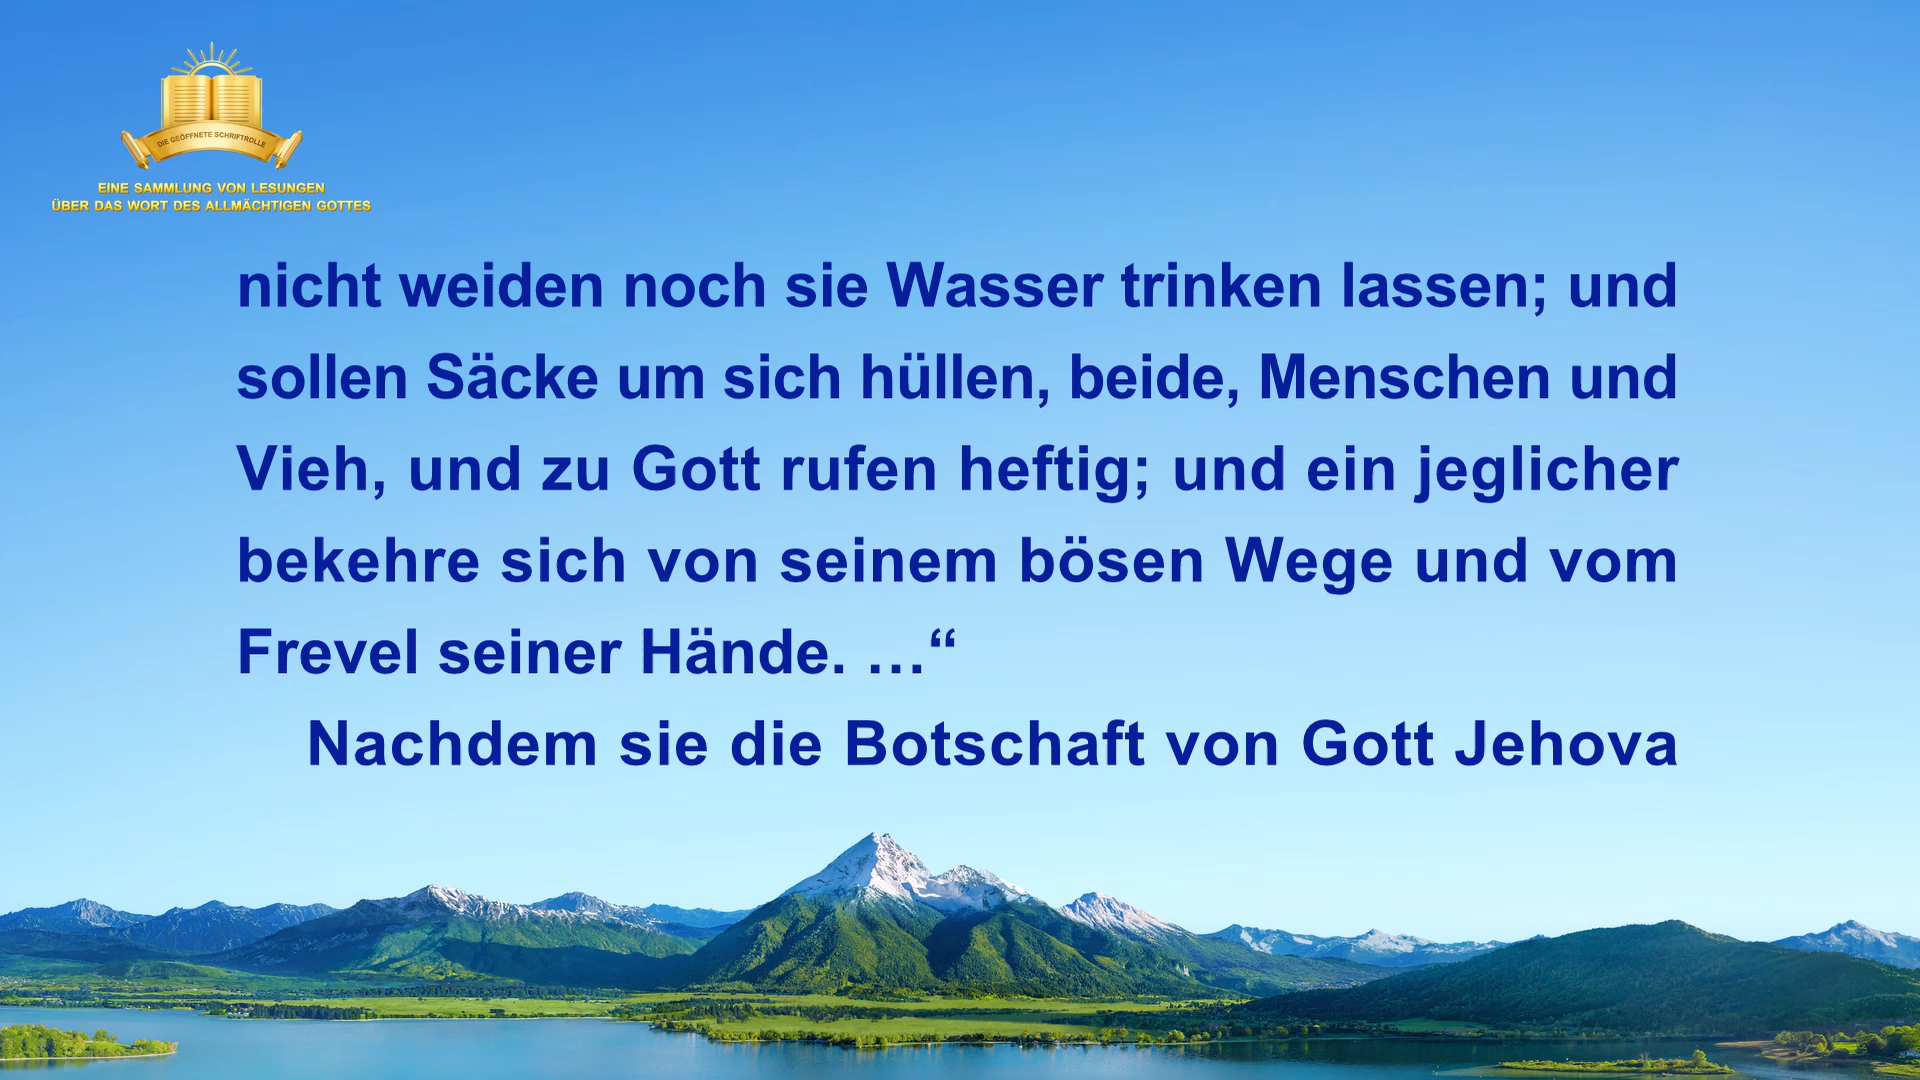 DIE GEÖFFNETE SCHRIFTROLLE
EINE SAMMLUNG VON LESUNGEN
ÜBER DAS WORT DES ALLMÄCHTIGEN GOTTES
nicht weiden noch sie Wasser trinken lassen; und
sollen Säcke um sich hüllen, beide, Menschen und
Vieh, und zu Gott rufen heftig; und ein jeglicher
bekehre sich von seinem bösen Wege und vom
Frevel seiner Hände. …“
Nachdem sie die Botschaft von Gott Jehova